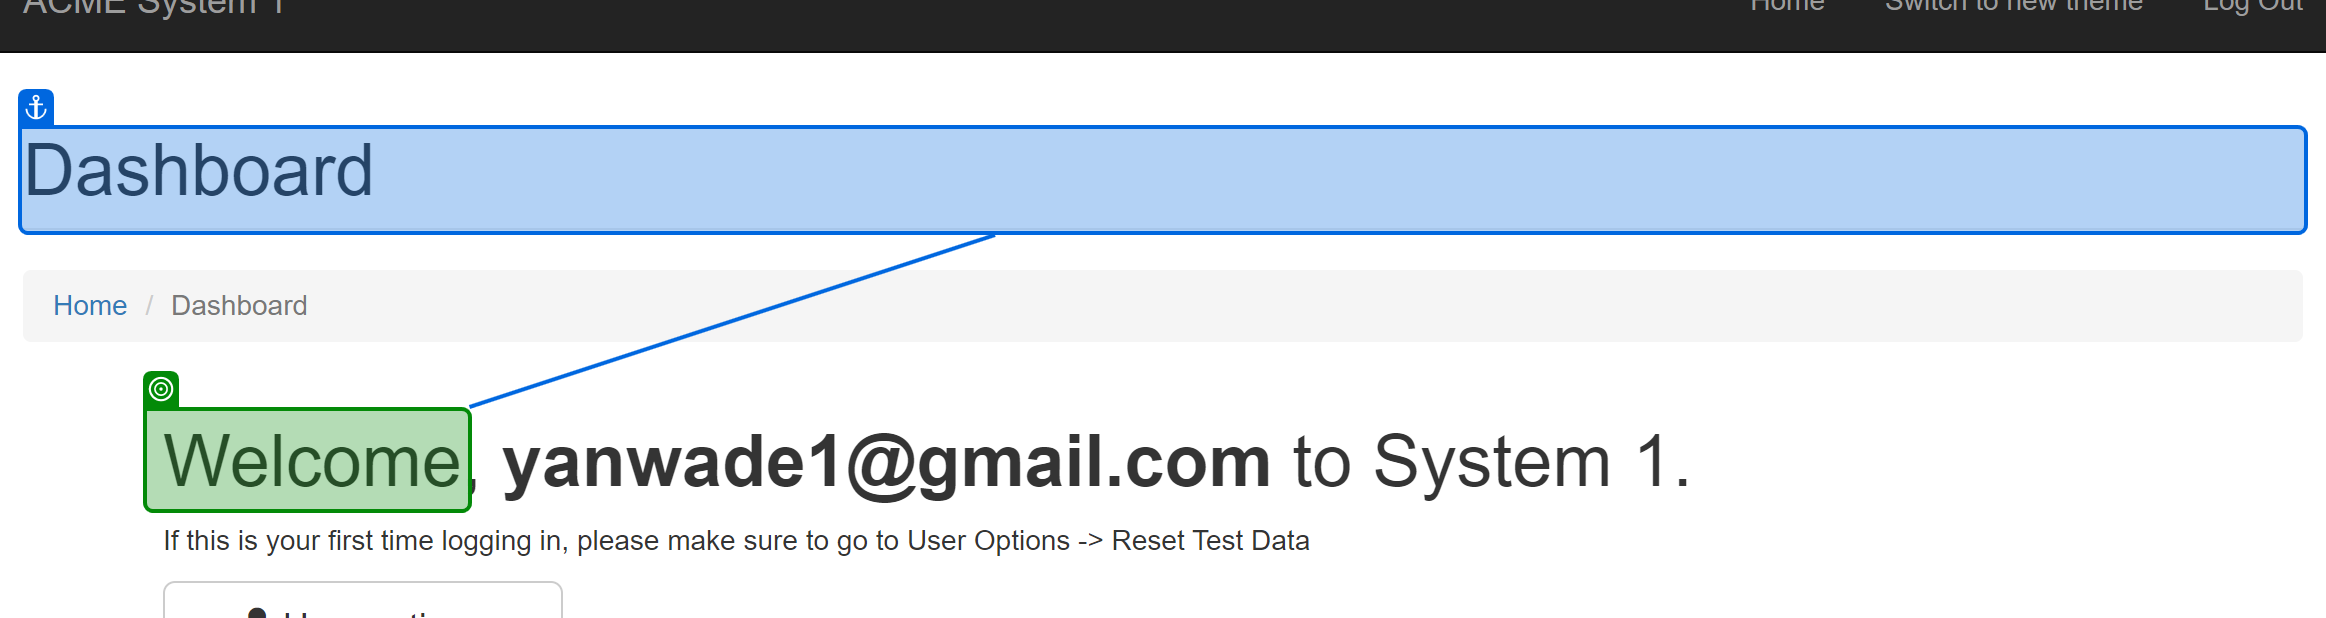 ACME System 1
Home Switch to new theme Log Out
Dashboard
Home / Dashboard
Welcome, yanwade1@gmail.com to System 1.
If this is your first time logging in, please make sure to go to User Options -> Reset Test Data